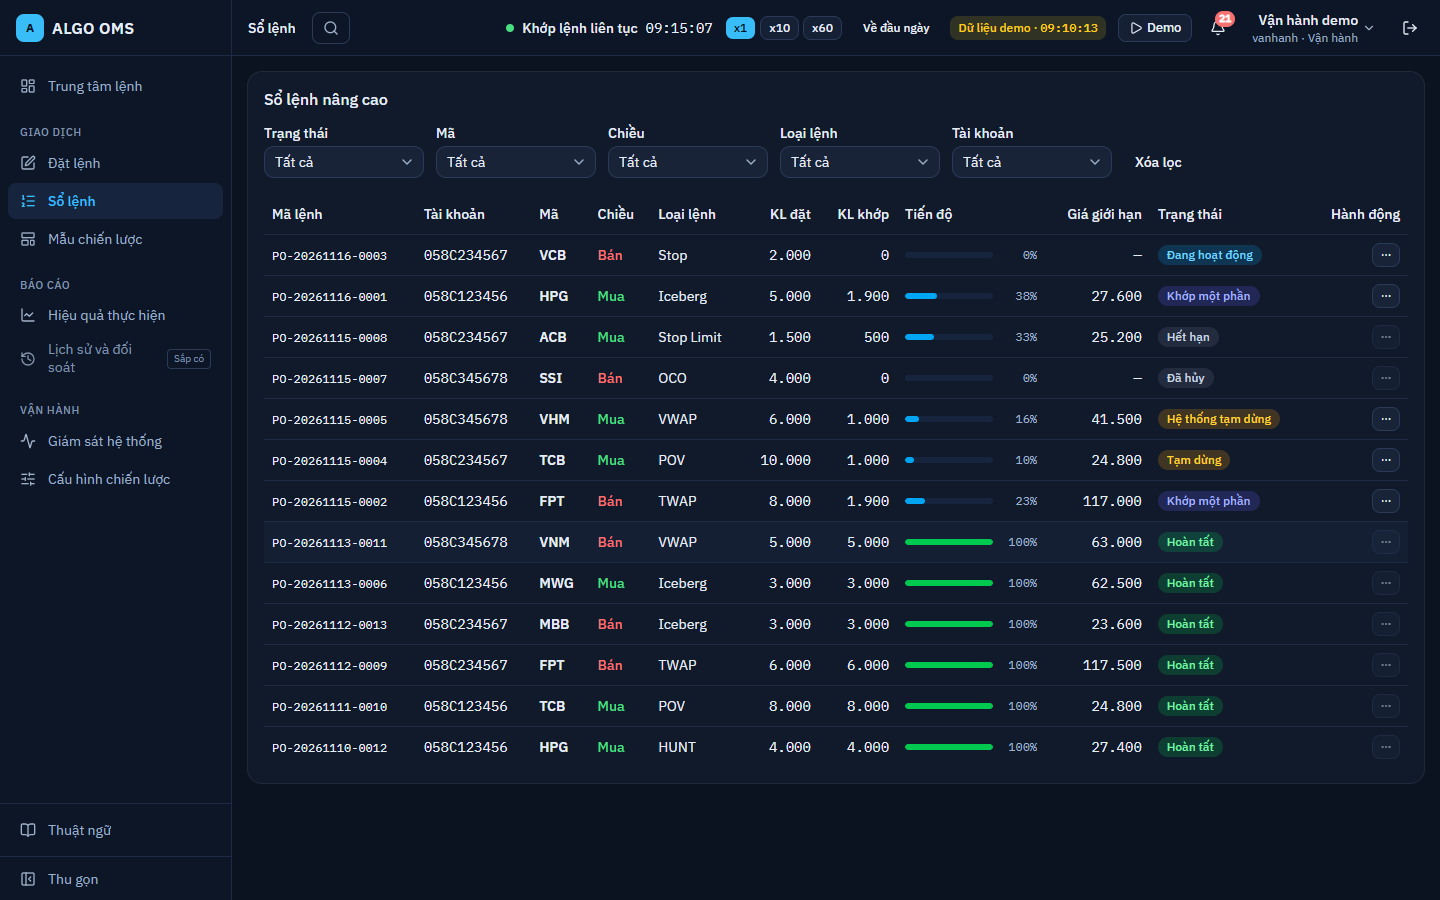 A ALGO OMS
Sổ lệnh
Khớp lệnh liên tục 09:15:07 x1 x10 x60 Về đầu ngày Dữ liệu demo · 09:10:13 Demo 21 Vận hành demo
vanhanh · Vận hành
Trung tâm lệnh
GIAO DỊCH
Đặt lệnh
Sổ lệnh
Mẫu chiến lược
BÁO CÁO
Hiệu quả thực hiện
Lịch sử và đối soát Sắp có
VẬN HÀNH
Giám sát hệ thống
Cấu hình chiến lược
Thuật ngữ
Thu gọn
Sổ lệnh nâng cao
Trạng thái Mã Chiều Loại lệnh Tài khoản
Tất cả Tất cả Tất cả Tất cả Tất cả Xóa lọc
Mã lệnh Tài khoản Mã Chiều Loại lệnh KL đặt KL khớp Tiến độ Giá giới hạn Trạng thái Hành động
PO-20261116-0003 058C234567 VCB Bán Stop 2.000 0 0% — Đang hoạt động ...
PO-20261116-0001 058C123456 HPG Mua Iceberg 5.000 1.900 38% 27.600 Khớp một phần ...
PO-20261115-0008 058C234567 ACB Mua Stop Limit 1.500 500 33% 25.200 Hết hạn ...
PO-20261115-0007 058C345678 SSI Bán OCO 4.000 0 0% — Đã hủy ...
PO-20261115-0005 058C345678 VHM Mua VWAP 6.000 1.000 16% 41.500 Hệ thống tạm dừng ...
PO-20261115-0004 058C234567 TCB Mua POV 10.000 1.000 10% 24.800 Tạm dừng ...
PO-20261115-0002 058C123456 FPT Bán TWAP 8.000 1.900 23% 117.000 Khớp một phần ...
PO-20261113-0011 058C345678 VNM Bán VWAP 5.000 5.000 100% 63.000 Hoàn tất ...
PO-20261113-0006 058C123456 MWG Mua Iceberg 3.000 3.000 100% 62.500 Hoàn tất ...
PO-20261112-0013 058C234567 MBB Bán Iceberg 3.000 3.000 100% 23.600 Hoàn tất ...
PO-20261112-0009 058C234567 FPT Bán TWAP 6.000 6.000 100% 117.500 Hoàn tất ...
PO-20261111-0010 058C123456 TCB Mua POV 8.000 8.000 100% 24.800 Hoàn tất ...
PO-20261110-0012 058C123456 HPG Mua HUNT 4.000 4.000 100% 27.400 Hoàn tất ...